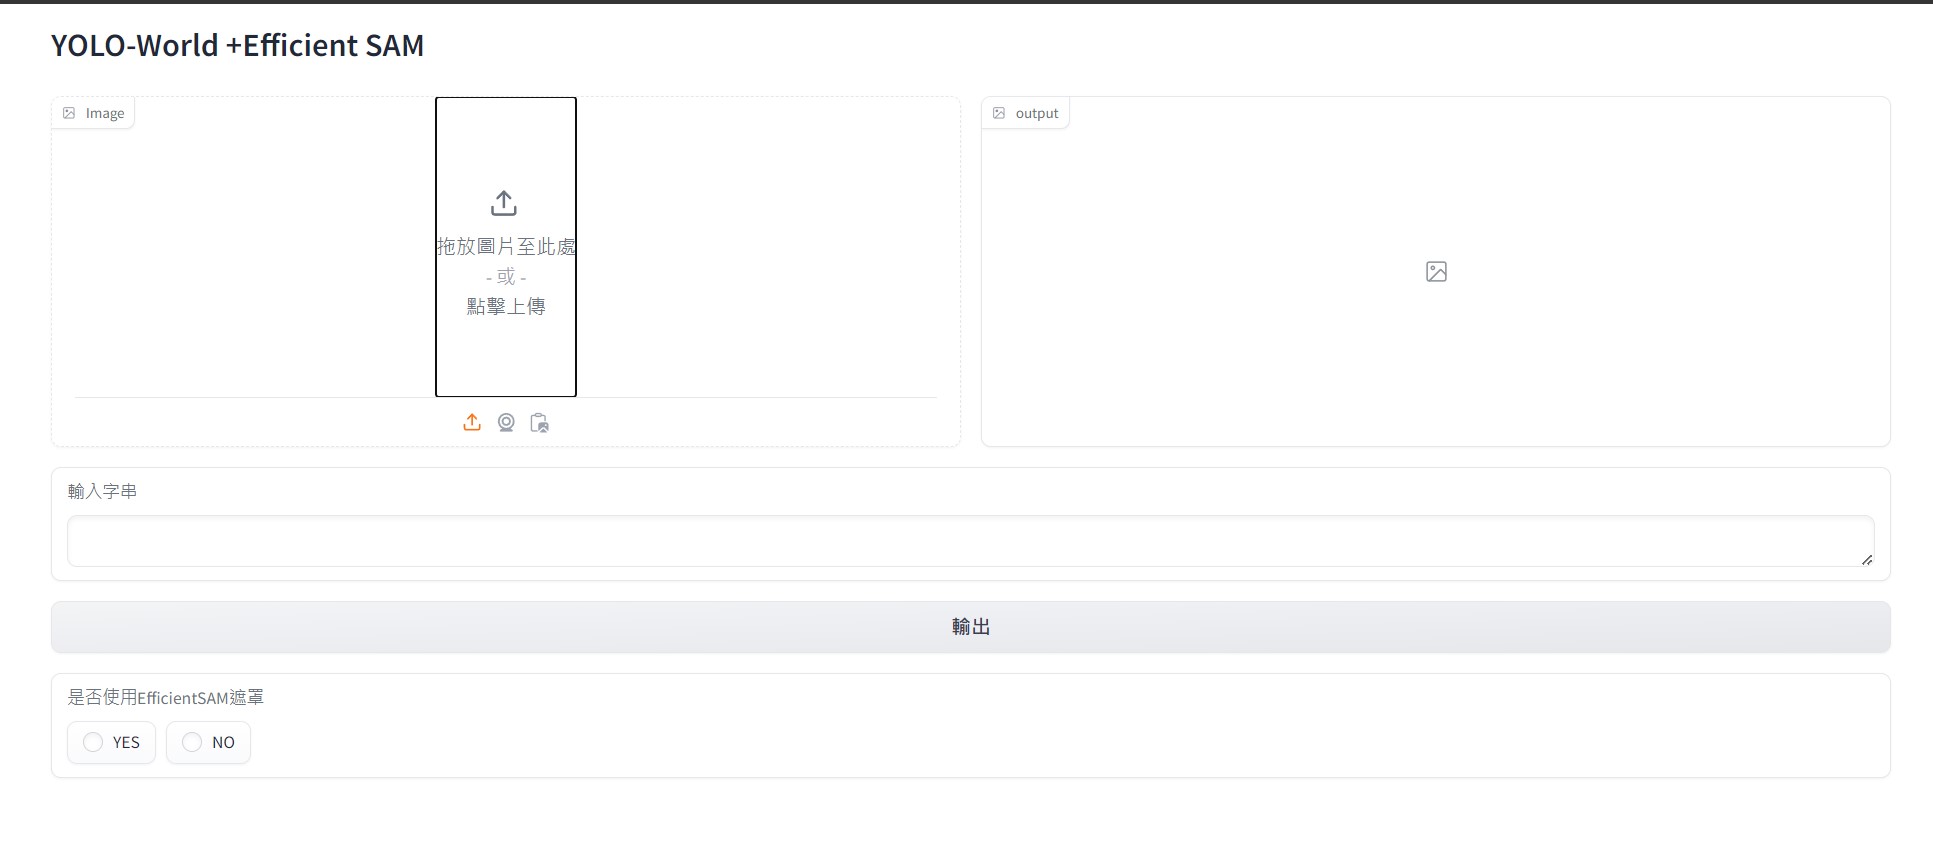 YOLO-World +Efficient SAM
Image
拖放圖片至此處
- 或 -
點擊上傳
output
輸入字串
輸出
是否使用EfficientSAM遮罩
YES
NO